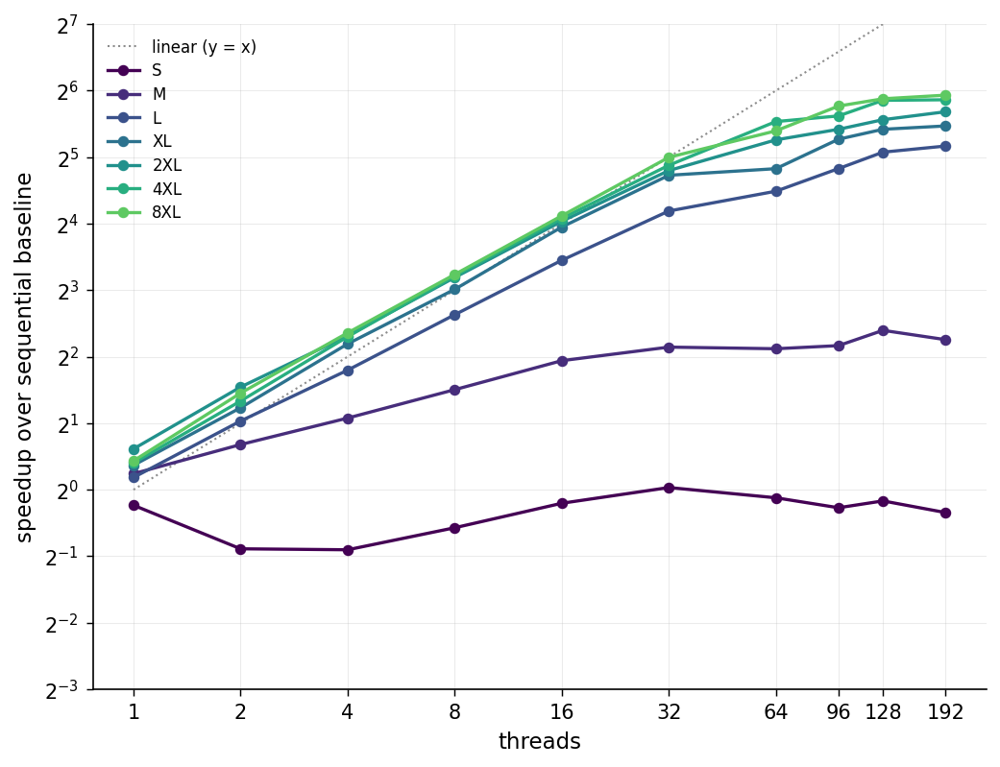 2^7
2^6
2^5
2^4
2^3
2^2
2^1
2^0
2^−1
2^−2
2^−3
speedup over sequential baseline
linear (y = x)
S
M
L
XL
2XL
4XL
8XL
1 2 4 8 16 32 64 96 128 192
threads